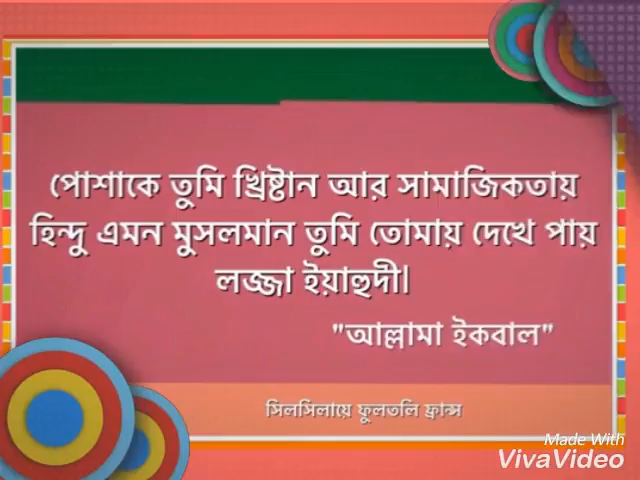 পোশাকে তুমি খ্রিষ্টান আর সামাজিকতায়
হিন্দু এমন মুসলমান তুমি তোমায় দেখে পায়
লজ্জা ইয়াহুদী।
"আল্লামা ইকবাল"
সিলসিলায়ে ফুলতলি ফ্রান্স
Made With
VivaVideo